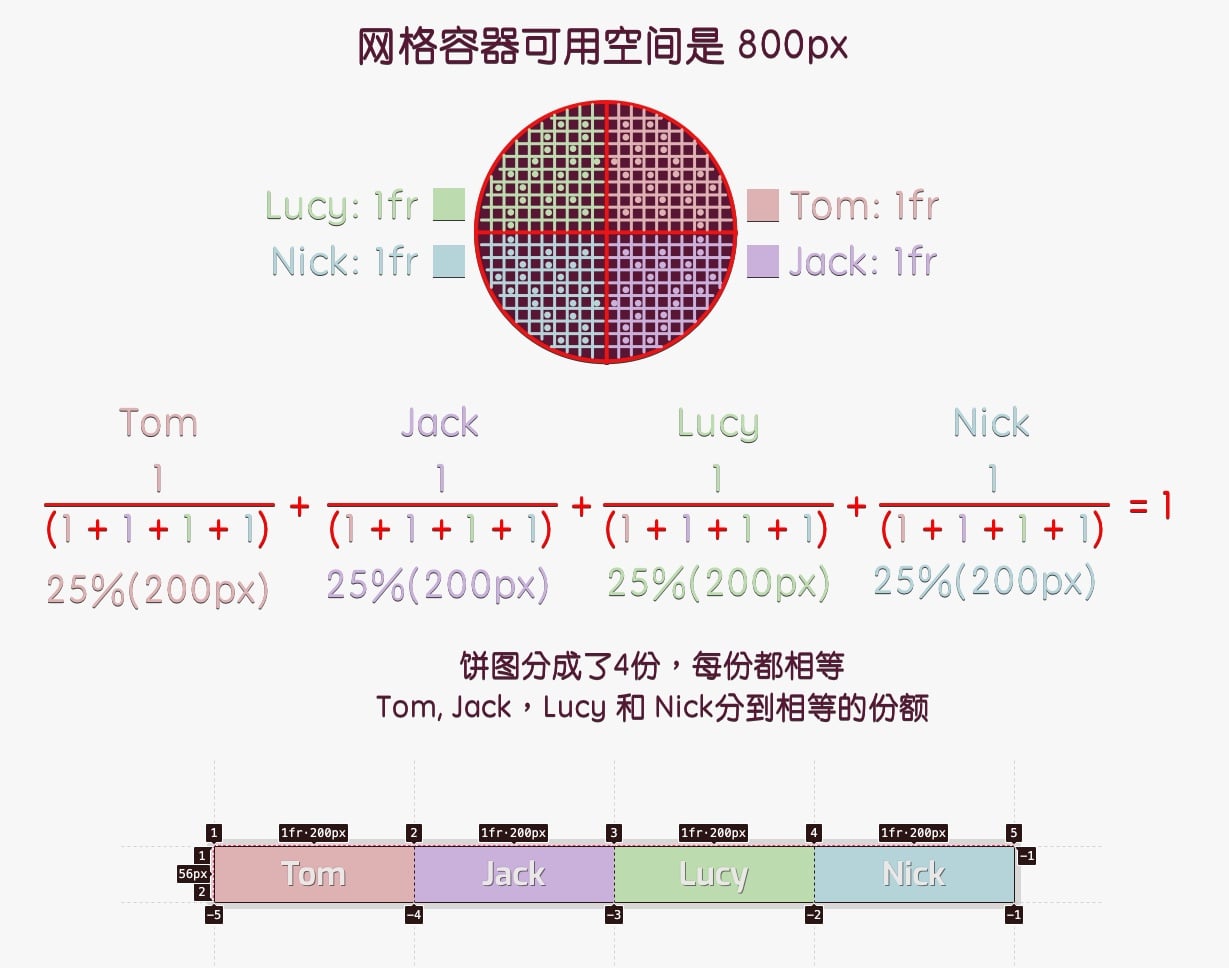 网格容器可用空间是 800px
Lucy: 1fr
Tom: 1fr
Nick: 1fr
Jack: 1fr
Tom Jack Lucy Nick
1 + 1 + 1 + 1 = 1
(1 + 1 + 1 + 1) (1 + 1 + 1 + 1) (1 + 1 + 1 + 1) (1 + 1 + 1 + 1)
25%(200px) 25%(200px) 25%(200px) 25%(200px)
饼图分成了4份，每份都相等
Tom, Jack，Lucy 和 Nick分到相等的份额
1 1fr·200px 2 1fr·200px 3 1fr·200px 4 1fr·200px 5
1 -1
56px Tom Jack Lucy Nick
2
-5 -4 -3 -2 -1